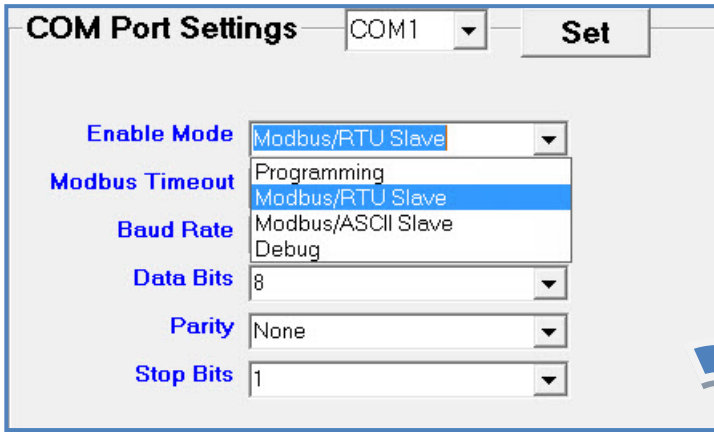 COM Port Settings COM1 Set
Enable Mode Modbus/RTU Slave
Modbus Timeout Programming
Modbus/RTU Slave
Baud Rate Modbus/ASCII Slave
Debug
Data Bits 8
Parity None
Stop Bits 1